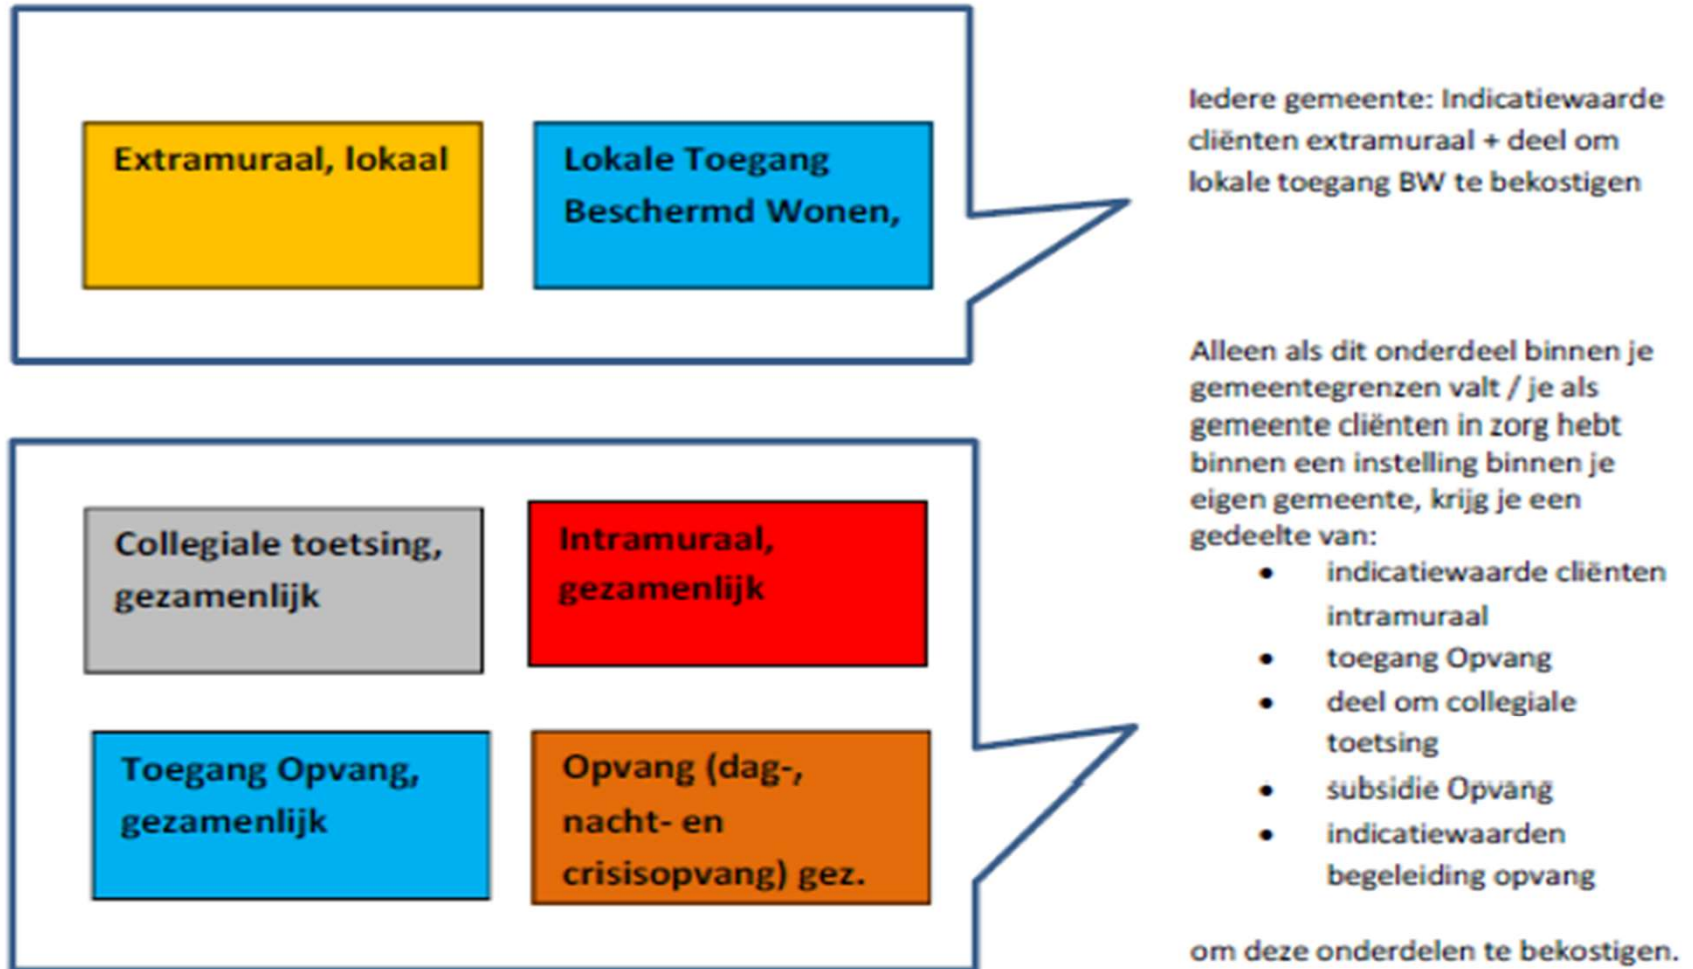 Extramuraal, lokaal
Lokale Toegang
Beschermd Wonen,
Iedere gemeente: Indicatiewaarde
cliënten extramuraal + deel om
lokale toegang BW te bekostigen
Collegiale toetsing,
gezamenlijk
Intramuraal,
gezamenlijk
Toegang Opvang,
gezamenlijk
Opvang (dag-,
nacht- en
crisisopvang) gez.
Alleen als dit onderdeel binnen je
gemeentegrenzen valt / je als
gemeente cliënten in zorg hebt
binnen een instelling binnen je
eigen gemeente, krijg je een
gedeelte van:
• indicatiewaarde cliënten
intramuraal
• toegang Opvang
• deel om collegiale
toetsing
• subsidie Opvang
• indicatiewaarden
begeleiding opvang
om deze onderdelen te bekostigen.